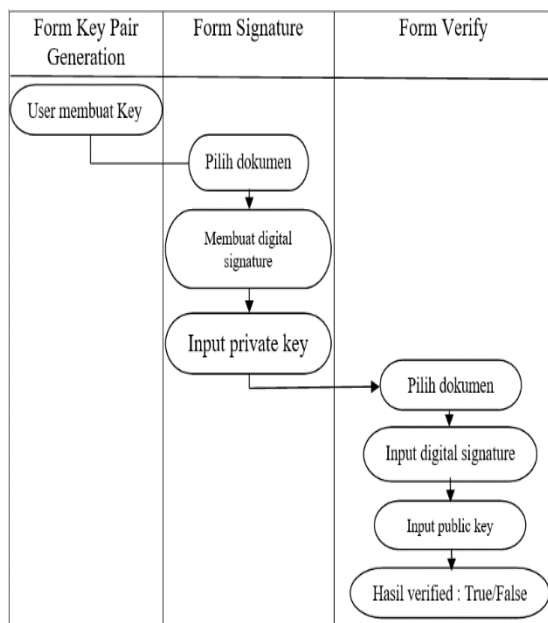 Form Key Pair
Generation
Form Signature
Form Verify
User membuat Key
Pilih dokumen
Membuat digital
signature
Input private key
Pilih dokumen
Input digital signature
Input public key
Hasil verified : True/False